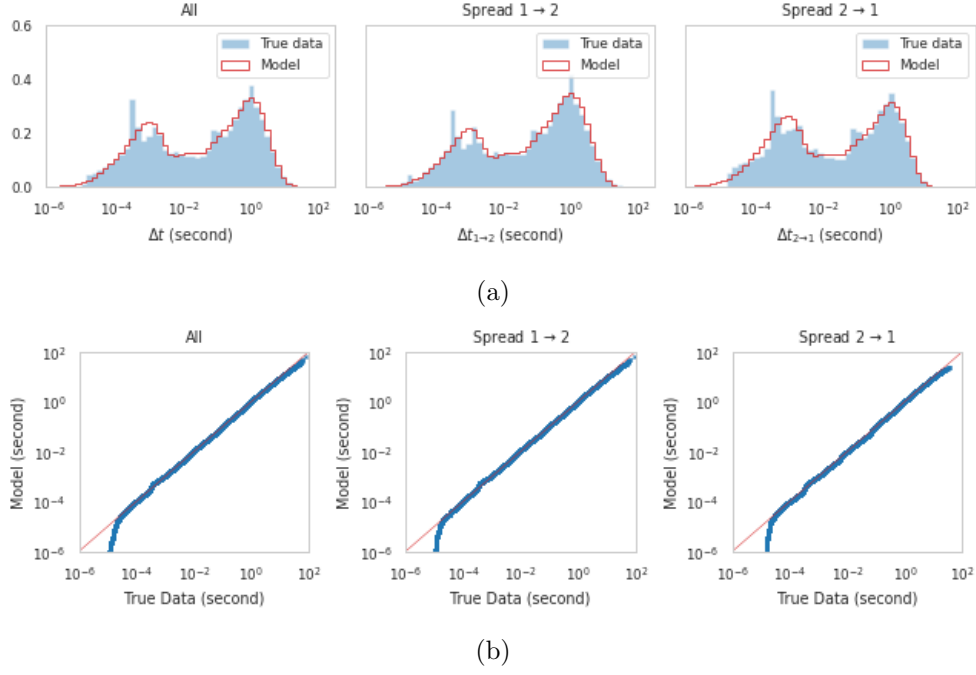 All
Spread 1 → 2
Spread 2 → 1
0.6
0.4
0.2
0.0
True data
Model
True data
Model
True data
Model
10⁻⁶ 10⁻⁴ 10⁻² 10⁰ 10²
10⁻⁶ 10⁻⁴ 10⁻² 10⁰ 10²
10⁻⁶ 10⁻⁴ 10⁻² 10⁰ 10²
Δt (second)
Δt₁→₂ (second)
Δt₂→₁ (second)
(a)
All
Spread 1 → 2
Spread 2 → 1
Model (second)
10²
10⁰
10⁻²
10⁻⁴
10⁻⁶
Model (second)
10²
10⁰
10⁻²
10⁻⁴
10⁻⁶
Model (second)
10²
10⁰
10⁻²
10⁻⁴
10⁻⁶
10⁻⁶ 10⁻⁴ 10⁻² 10⁰ 10²
10⁻⁶ 10⁻⁴ 10⁻² 10⁰ 10²
10⁻⁶ 10⁻⁴ 10⁻² 10⁰ 10²
True Data (second)
True Data (second)
True Data (second)
(b)